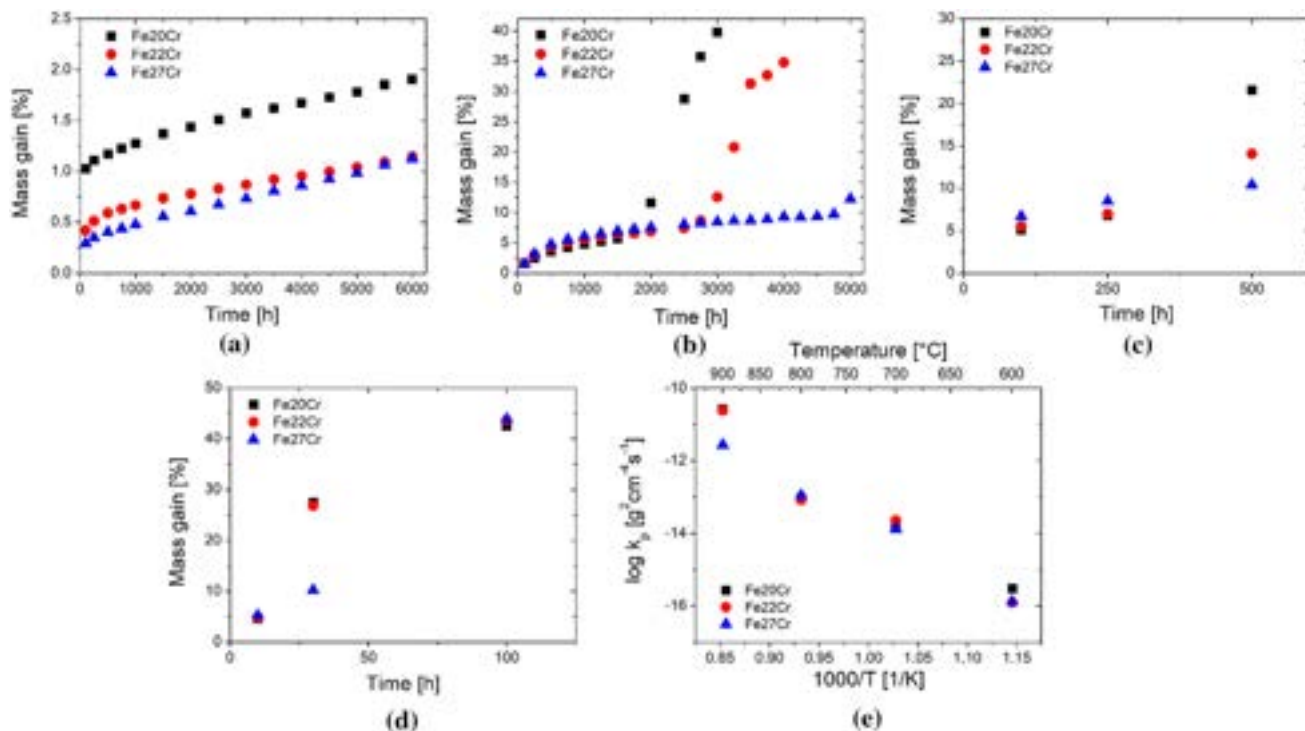 2.5
2.0
1.5
1.0
0.5
0.0
Mass gain [%]
Fe20Cr
Fe22Cr
Fe27Cr
0 1000 2000 3000 4000 5000 6000
Time [h]
(a)
40
35
30
25
20
15
10
5
0
Mass gain [%]
Fe20Cr
Fe22Cr
Fe27Cr
0 1000 2000 3000 4000 5000
Time [h]
(b)
30
25
20
15
10
5
0
Mass gain [%]
Fe20Cr
Fe22Cr
Fe27Cr
0 250 500
Time [h]
(c)
50
40
30
20
10
0
Mass gain [%]
Fe20Cr
Fe22Cr
Fe27Cr
0 50 100
Time [h]
(d)
Temperature [°C]
900 850 800 750 700 650 600
-10
-12
-14
-16
log kp [g²cm⁻⁴s⁻¹]
Fe20Cr
Fe22Cr
Fe27Cr
0.85 0.90 0.95 1.00 1.05 1.10 1.15
1000/T [1/K]
(e)